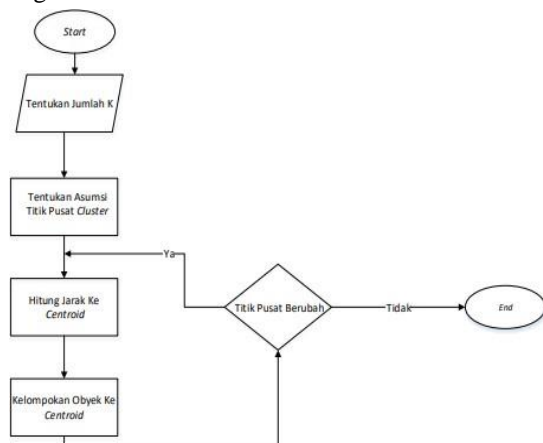 Start
Tentukan Jumlah K
Tentukan Asumsi
Titik Pusat Cluster
Ya
Hitung Jarak Ke
Centroid
Titik Pusat Berubah
Tidak
End
Kelompokan Obyek Ke
Centroid